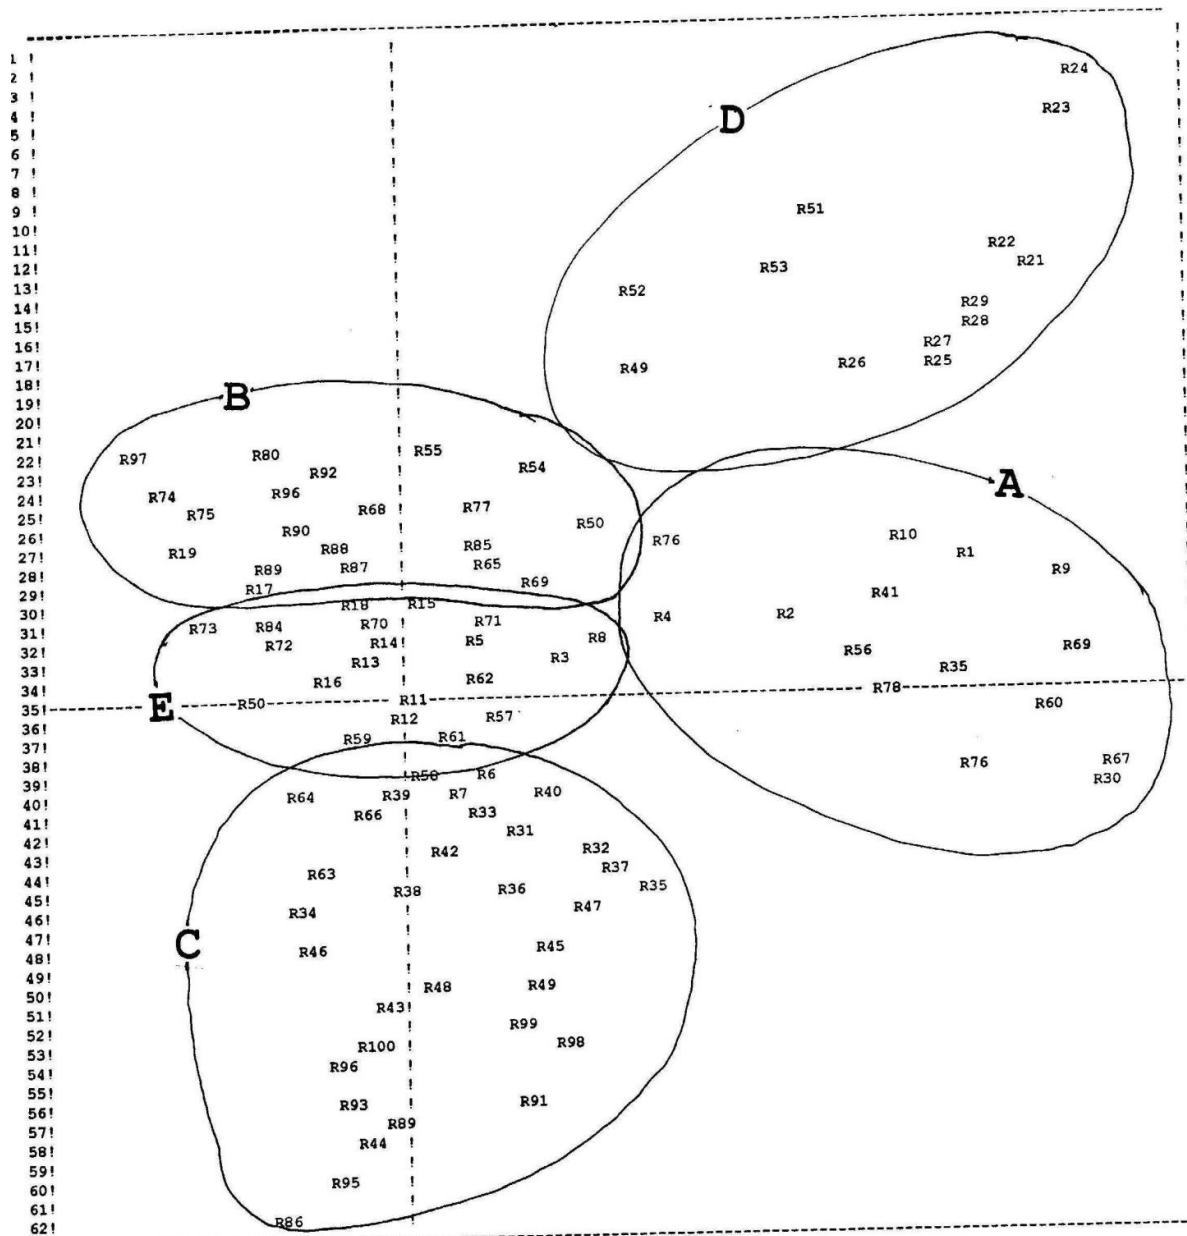 1 !
2 ! R24
3 !
4 ! D R23
5 !
6 !
7 !
8 !
9 ! R51
10!
11! R22
12! R53 R21
13! R52
14! R29
15! R28
16! R27
17! R49 R26 R25
18!
19! B
20!
21! R55
22! R97 R80 R54
23! R92 A
24! R74 R96 R77
25! R75 R68 R50
26! R90 R76 R10
27! R19 R88 R85 R1
28! R89 R87 R65 R9
29! R17 R69 R41
30! R18 R15 R4 R2
31! R73 R84 R70 R71
32! R72 R14 R5 R8 R56 R69
33! R13 R3 R35
34! R16 R62 R78
35! E R50 R11 R60
36! R12 R57
37! R59 R61
38! R76 R67
39! R58 R6 R30
40! R64 R39 R7 R40
41! R66 R33
42! R31
43! R42 R32
44! R63 R37
45! R38 R36 R35
46! R34 R47
47! C
48! R46 R45
49!
50! R48 R49
51! R43
52! R99
53! R100 R98
54! R96
55!
56! R93 R91
57! R89
58! R44
59!
60! R95
61!
62! R86